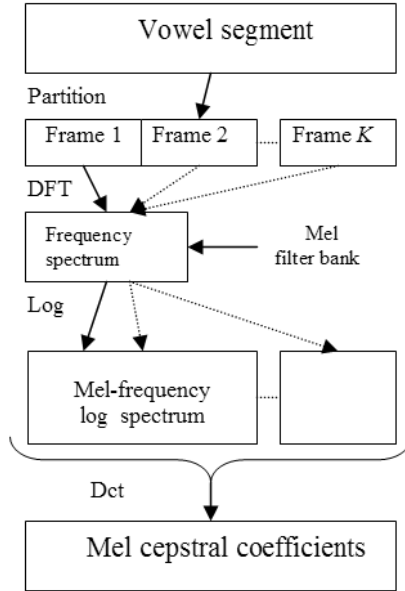 Vowel segment
Partition
Frame 1 Frame 2 Frame K
DFT
Frequency
spectrum
Mel
filter bank
Log
Mel-frequency
log spectrum
Dct
Mel cepstral coefficients